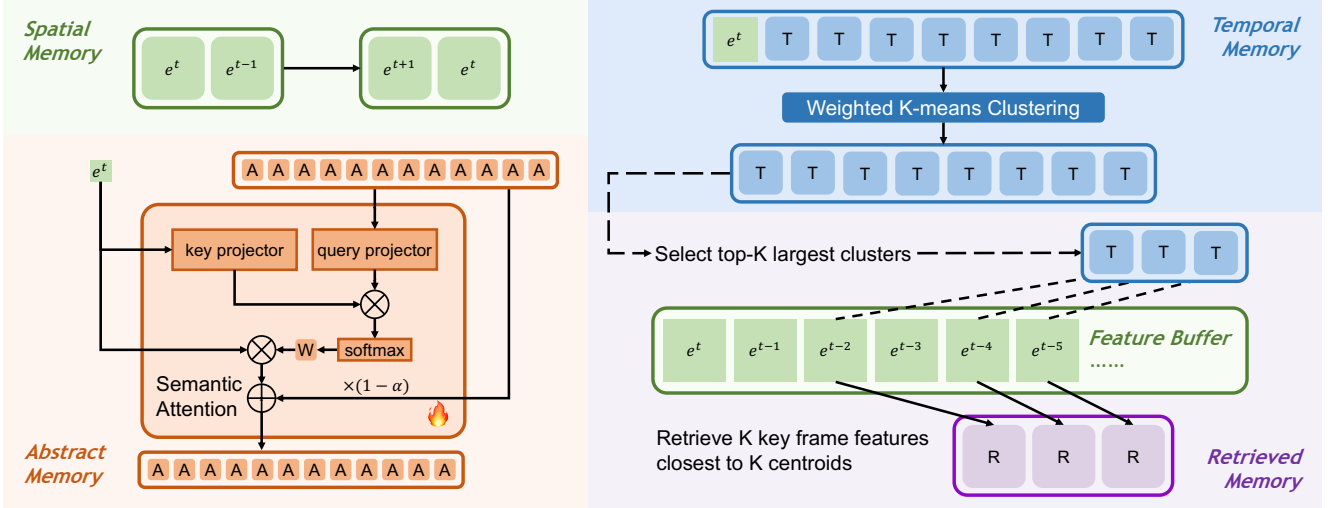 Spatial
Memory
e^t e^{t−1} e^{t+1} e^t
e^t
A A A A A A A A A A A A
key projector
query projector
W
softmax
×(1 − α)
Semantic
Attention
Abstract
Memory
A A A A A A A A A A A A
Temporal
Memory
e^t T T T T T T T T
Weighted K-means Clustering
T T T T T T T T
Select top-K largest clusters
T T T
e^t e^{t−1} e^{t−2} e^{t−3} e^{t−4} e^{t−5}
Feature Buffer
......
Retrieve K key frame features
closest to K centroids
R R R
Retrieved
Memory